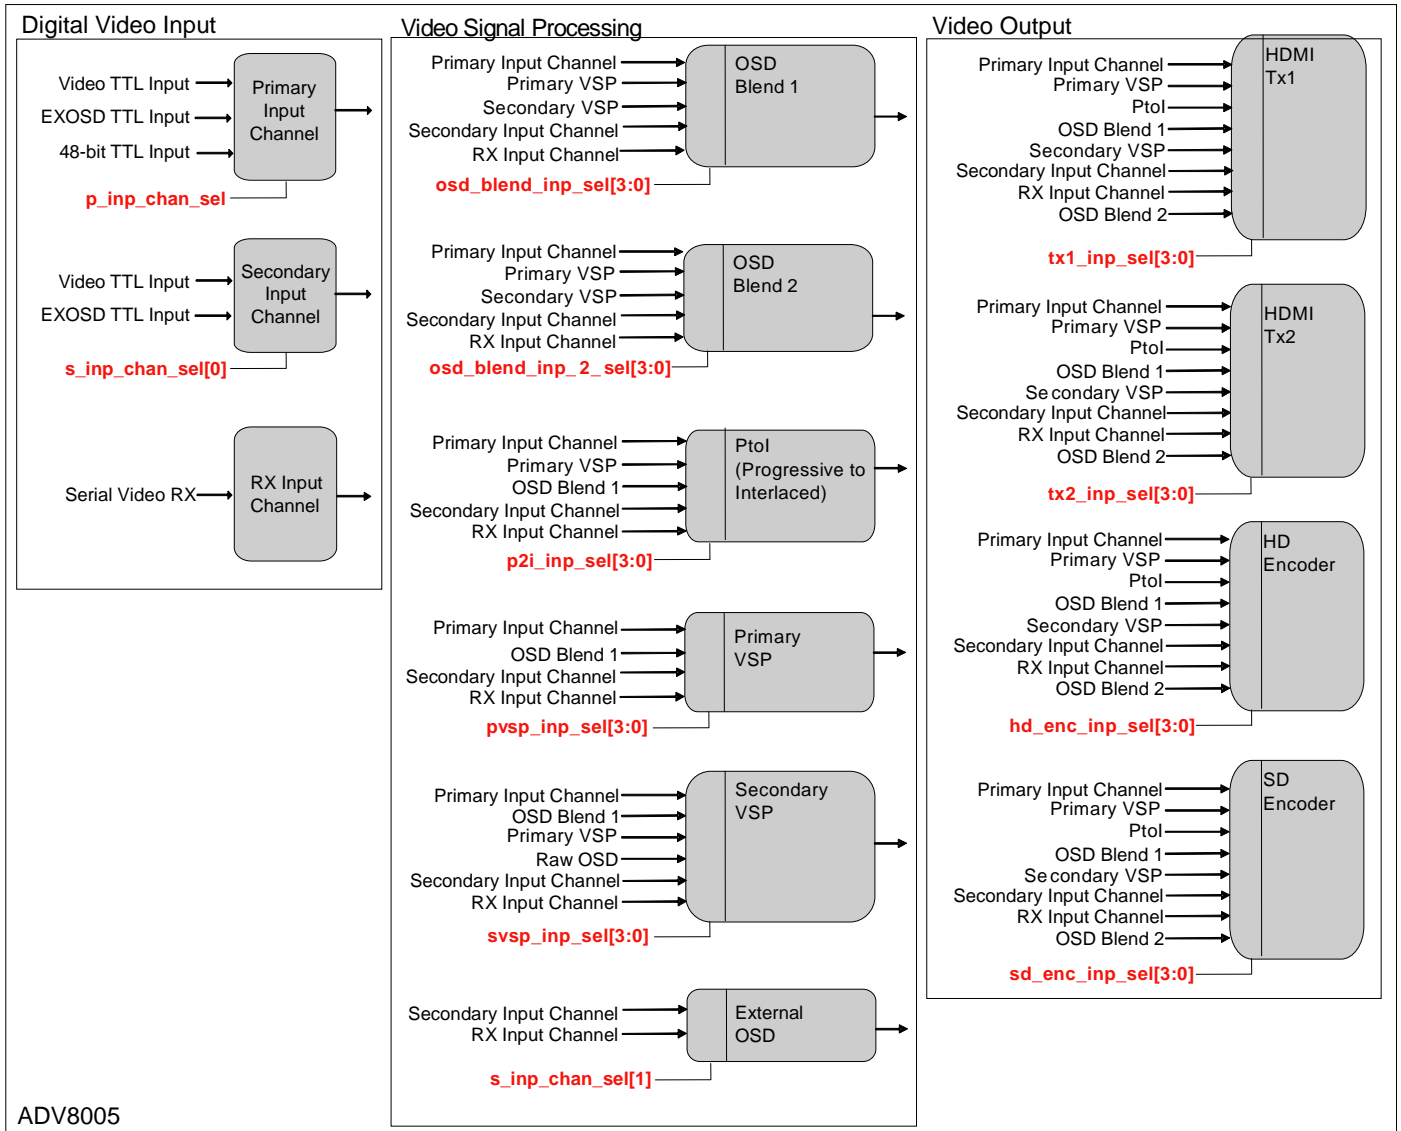 Digital Video Input
Video TTL Input
EXOSD TTL Input
48-bit TTL Input
Primary
Input
Channel
p_inp_chan_sel
Video TTL Input
EXOSD TTL Input
Secondary
Input
Channel
s_inp_chan_sel[0]
Serial Video RX
RX Input
Channel
Video Signal Processing
Primary Input Channel
Primary VSP
Secondary VSP
Secondary Input Channel
RX Input Channel
OSD
Blend 1
osd_blend_inp_sel[3:0]
Primary Input Channel
Primary VSP
Secondary VSP
Secondary Input Channel
RX Input Channel
OSD
Blend 2
osd_blend_inp_2_sel[3:0]
Primary Input Channel
Primary VSP
OSD Blend 1
Secondary Input Channel
RX Input Channel
PtoI
(Progressive to
Interlaced)
p2i_inp_sel[3:0]
Primary Input Channel
OSD Blend 1
Secondary Input Channel
RX Input Channel
Primary
VSP
pvsp_inp_sel[3:0]
Primary Input Channel
OSD Blend 1
Primary VSP
Raw OSD
Secondary Input Channel
RX Input Channel
Secondary
VSP
svsp_inp_sel[3:0]
Secondary Input Channel
RX Input Channel
External
OSD
s_inp_chan_sel[1]
Video Output
Primary Input Channel
Primary VSP
PtoI
OSD Blend 1
Secondary VSP
Secondary Input Channel
RX Input Channel
OSD Blend 2
HDMI
Tx1
tx1_inp_sel[3:0]
Primary Input Channel
Primary VSP
PtoI
OSD Blend 1
Secondary VSP
Secondary Input Channel
RX Input Channel
OSD Blend 2
HDMI
Tx2
tx2_inp_sel[3:0]
Primary Input Channel
Primary VSP
PtoI
OSD Blend 1
Secondary VSP
Secondary Input Channel
RX Input Channel
OSD Blend 2
HD
Encoder
hd_enc_inp_sel[3:0]
Primary Input Channel
Primary VSP
PtoI
OSD Blend 1
Secondary VSP
Secondary Input Channel
RX Input Channel
OSD Blend 2
SD
Encoder
sd_enc_inp_sel[3:0]
ADV8005